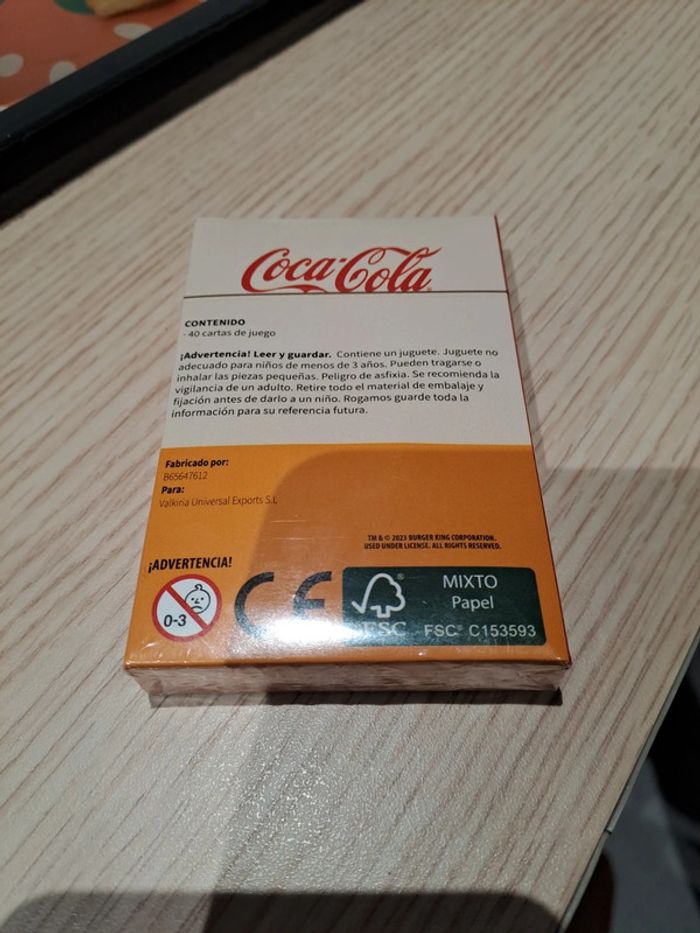 Coca-Cola
CONTENIDO
- 40 cartas de juego
¡Advertencia! Leer y guardar. Contiene un juguete. Juguete no
adecuado para niños de menos de 3 años. Pueden tragarse o
inhalar las piezas pequeñas. Peligro de asfixia. Se recomienda la
vigilancia de un adulto. Retire todo el material de embalaje y
fijación antes de darlo a un niño. Rogamos guarde toda la
información para su referencia futura.
Fabricado por:
B65647612
Para:
Valkiria Universal Exports S.L
TM & © 2023 BURGER KING CORPORATION.
USED UNDER LICENSE. ALL RIGHTS RESERVED.
¡ADVERTENCIA!
0-3
CE
FSC®
MIXTO
Papel
FSC® C153593